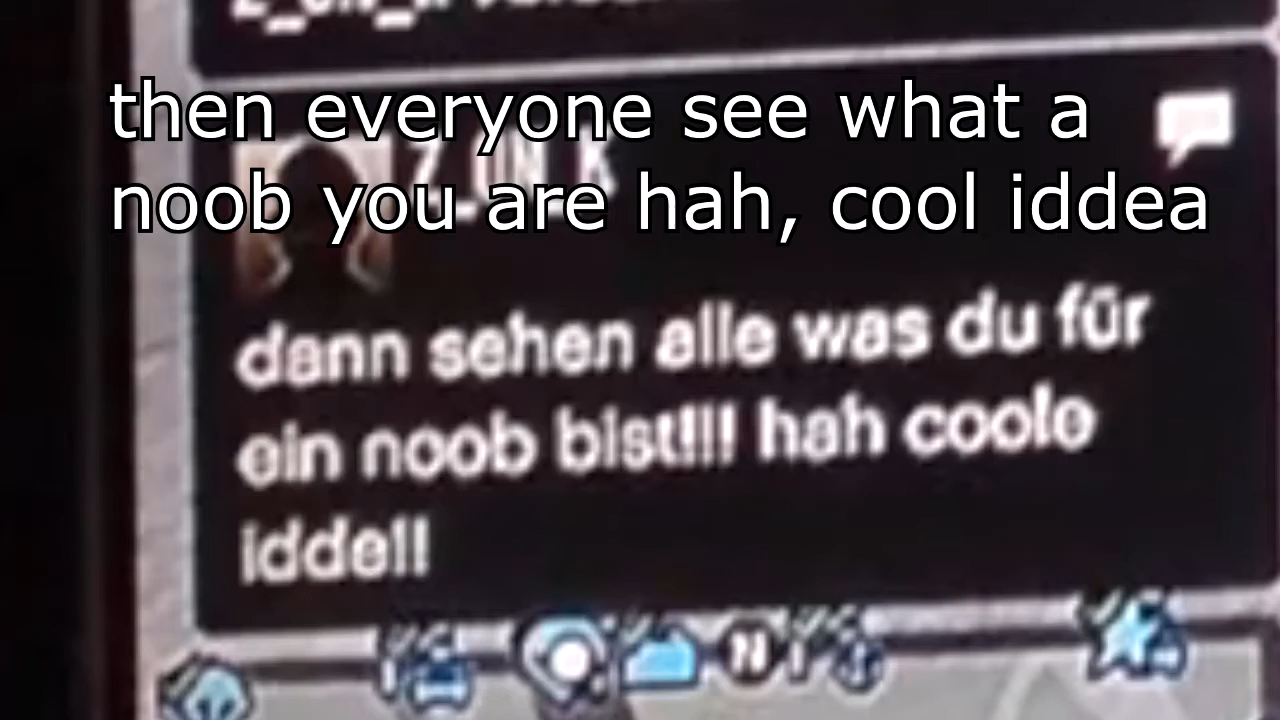 then everyone see what a
noob you are hah, cool iddea
dann sehen alle was du für
ein noob bist!!! hah coole
idde!!